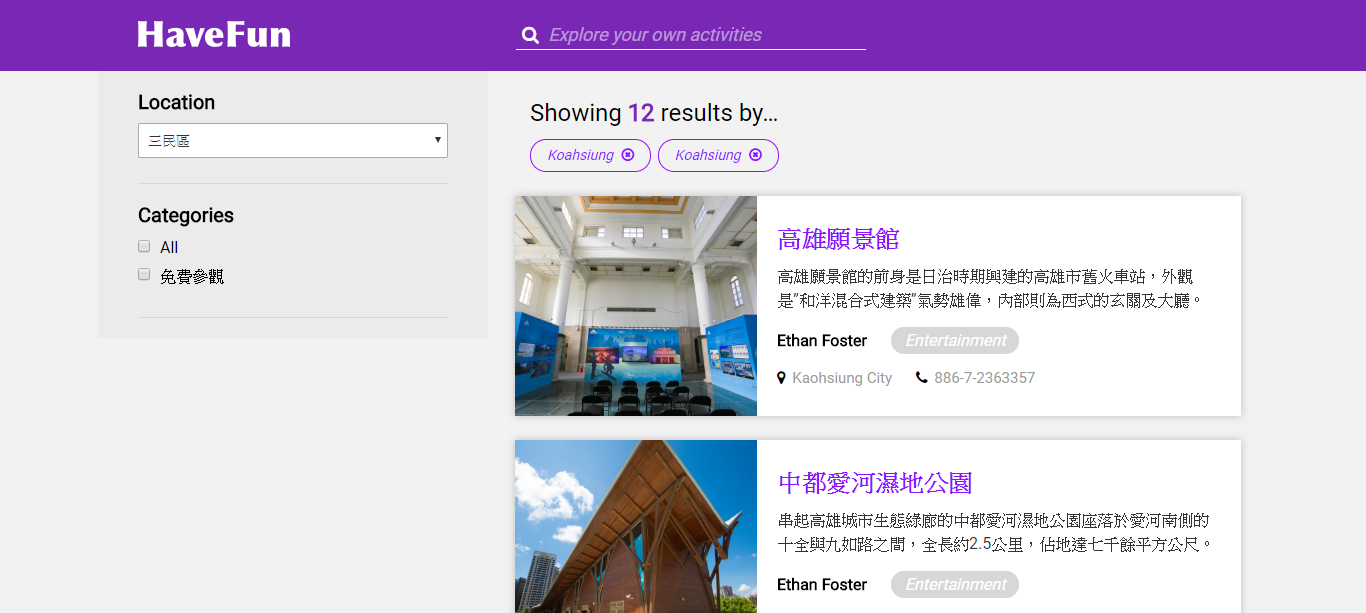 HaveFun
Explore your own activities
Location
三民區
Categories
All
免費參觀
Showing 12 results by…
Koahsiung
Koahsiung
高雄願景館
高雄願景館的前身是日治時期興建的高雄市舊火車站，外觀
是"和洋混合式建築"氣勢雄偉，內部則為西式的玄關及大廳。
Ethan Foster
Entertainment
Kaohsiung City
886-7-2363357
中都愛河濕地公園
串起高雄城市生態綠廊的中都愛河濕地公園座落於愛河南側的
十全與九如路之間，全長約2.5公里，佔地達七千餘平方公尺。
Ethan Foster
Entertainment